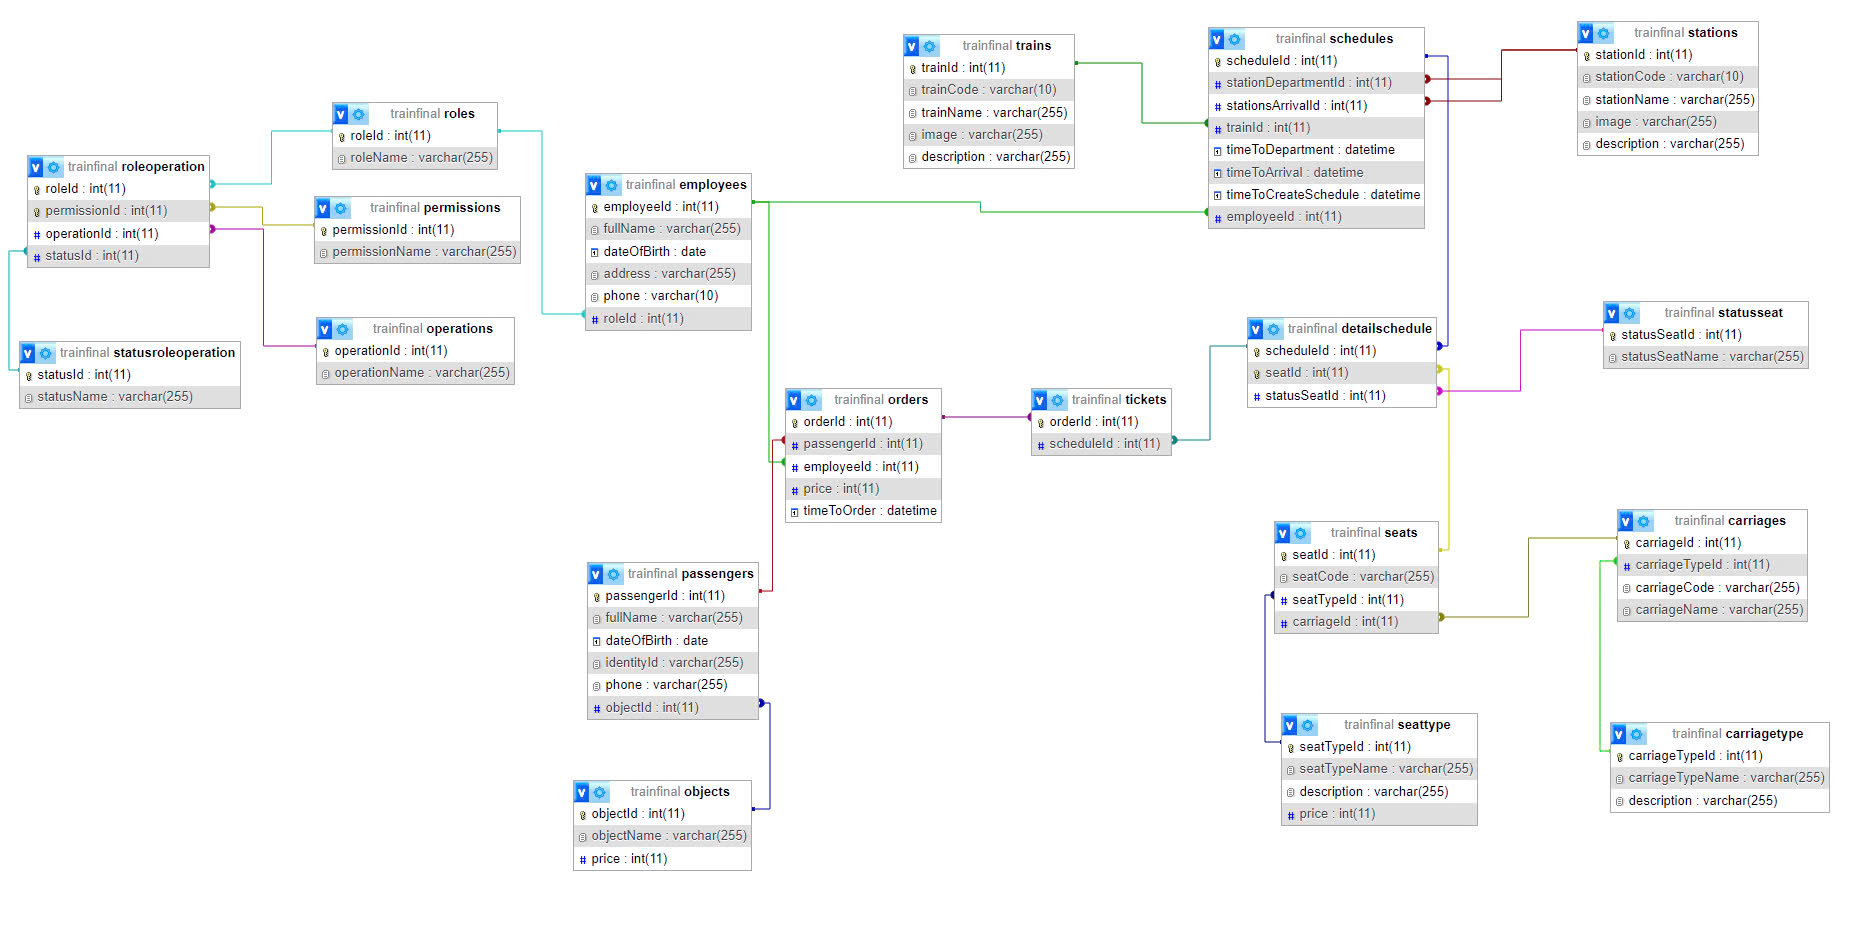 trainfinal roleoperation
roleId : int(11)
permissionId : int(11)
operationId : int(11)
statusId : int(11)
trainfinal statusroleoperation
statusId : int(11)
statusName : varchar(255)
trainfinal roles
roleId : int(11)
roleName : varchar(255)
trainfinal permissions
permissionId : int(11)
permissionName : varchar(255)
trainfinal operations
operationId : int(11)
operationName : varchar(255)
trainfinal employees
employeeId : int(11)
fullName : varchar(255)
dateOfBirth : date
address : varchar(255)
phone : varchar(10)
roleId : int(11)
trainfinal passengers
passengerId : int(11)
fullName : varchar(255)
dateOfBirth : date
identityId : varchar(255)
phone : varchar(255)
objectId : int(11)
trainfinal objects
objectId : int(11)
objectName : varchar(255)
price : int(11)
trainfinal orders
orderId : int(11)
passengerId : int(11)
employeeId : int(11)
price : int(11)
timeToOrder : datetime
trainfinal trains
trainId : int(11)
trainCode : varchar(10)
trainName : varchar(255)
image : varchar(255)
description : varchar(255)
trainfinal tickets
orderId : int(11)
scheduleId : int(11)
trainfinal schedules
scheduleId : int(11)
stationDepartmentId : int(11)
stationsArrivalId : int(11)
trainId : int(11)
timeToDepartment : datetime
timeToArrival : datetime
timeToCreateSchedule : datetime
employeeId : int(11)
trainfinal detailschedule
scheduleId : int(11)
seatId : int(11)
statusSeatId : int(11)
trainfinal seats
seatId : int(11)
seatCode : varchar(255)
seatTypeId : int(11)
carriageId : int(11)
trainfinal seattype
seatTypeId : int(11)
seatTypeName : varchar(255)
description : varchar(255)
price : int(11)
trainfinal stations
stationId : int(11)
stationCode : varchar(10)
stationName : varchar(255)
image : varchar(255)
description : varchar(255)
trainfinal statusseat
statusSeatId : int(11)
statusSeatName : varchar(255)
trainfinal carriages
carriageId : int(11)
carriageTypeId : int(11)
carriageCode : varchar(255)
carriageName : varchar(255)
trainfinal carriagetype
carriageTypeId : int(11)
carriageTypeName : varchar(255)
description : varchar(255)